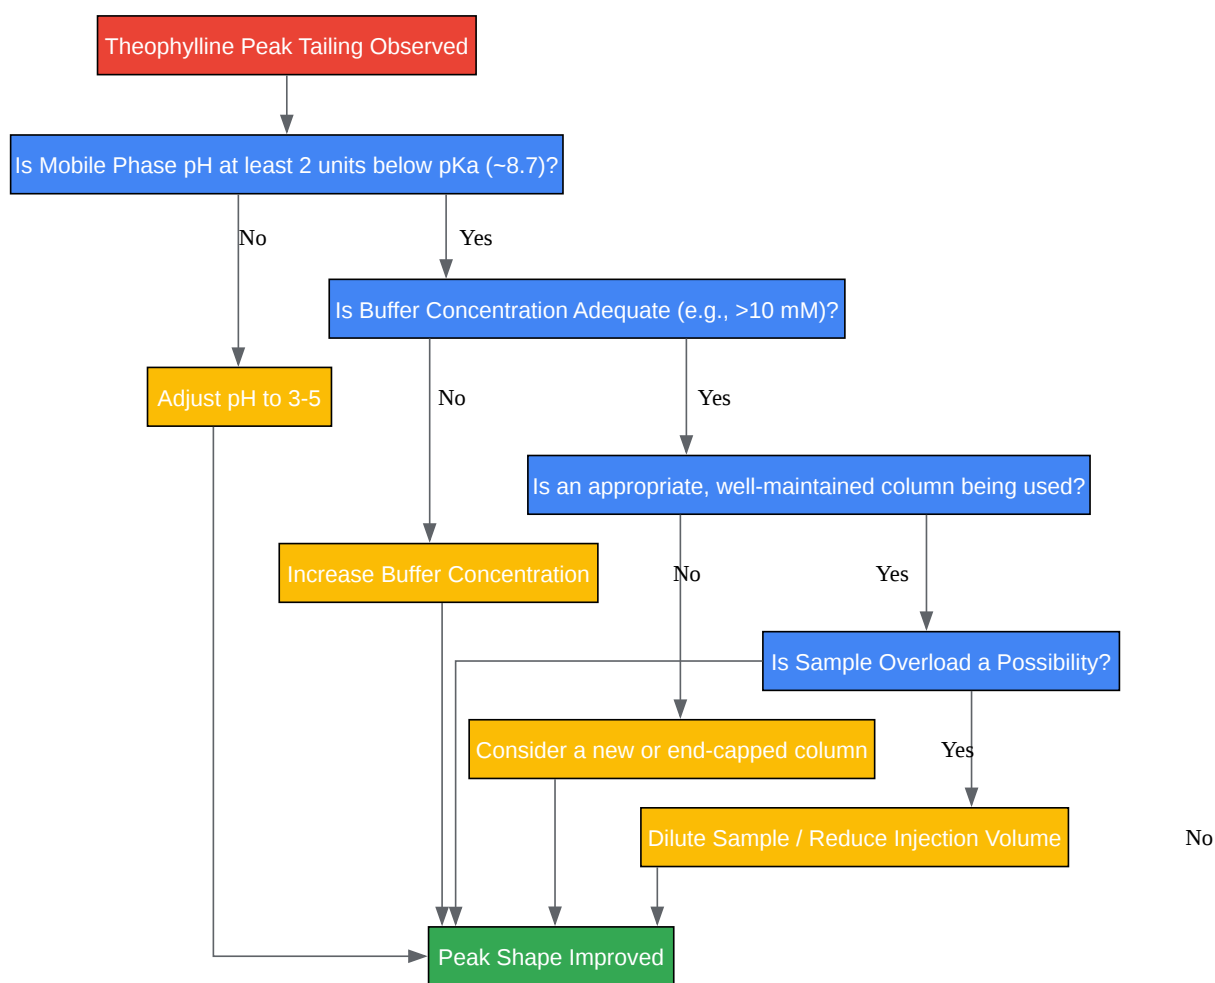 Theophylline Peak Tailing Observed
Is Mobile Phase pH at least 2 units below pKa (~8.7)?
No
Yes
Is Buffer Concentration Adequate (e.g., >10 mM)?
Adjust pH to 3-5
No
Yes
Is an appropriate, well-maintained column being used?
Increase Buffer Concentration
No
Yes
Is Sample Overload a Possibility?
Consider a new or end-capped column
Yes
Dilute Sample / Reduce Injection Volume
No
Peak Shape Improved